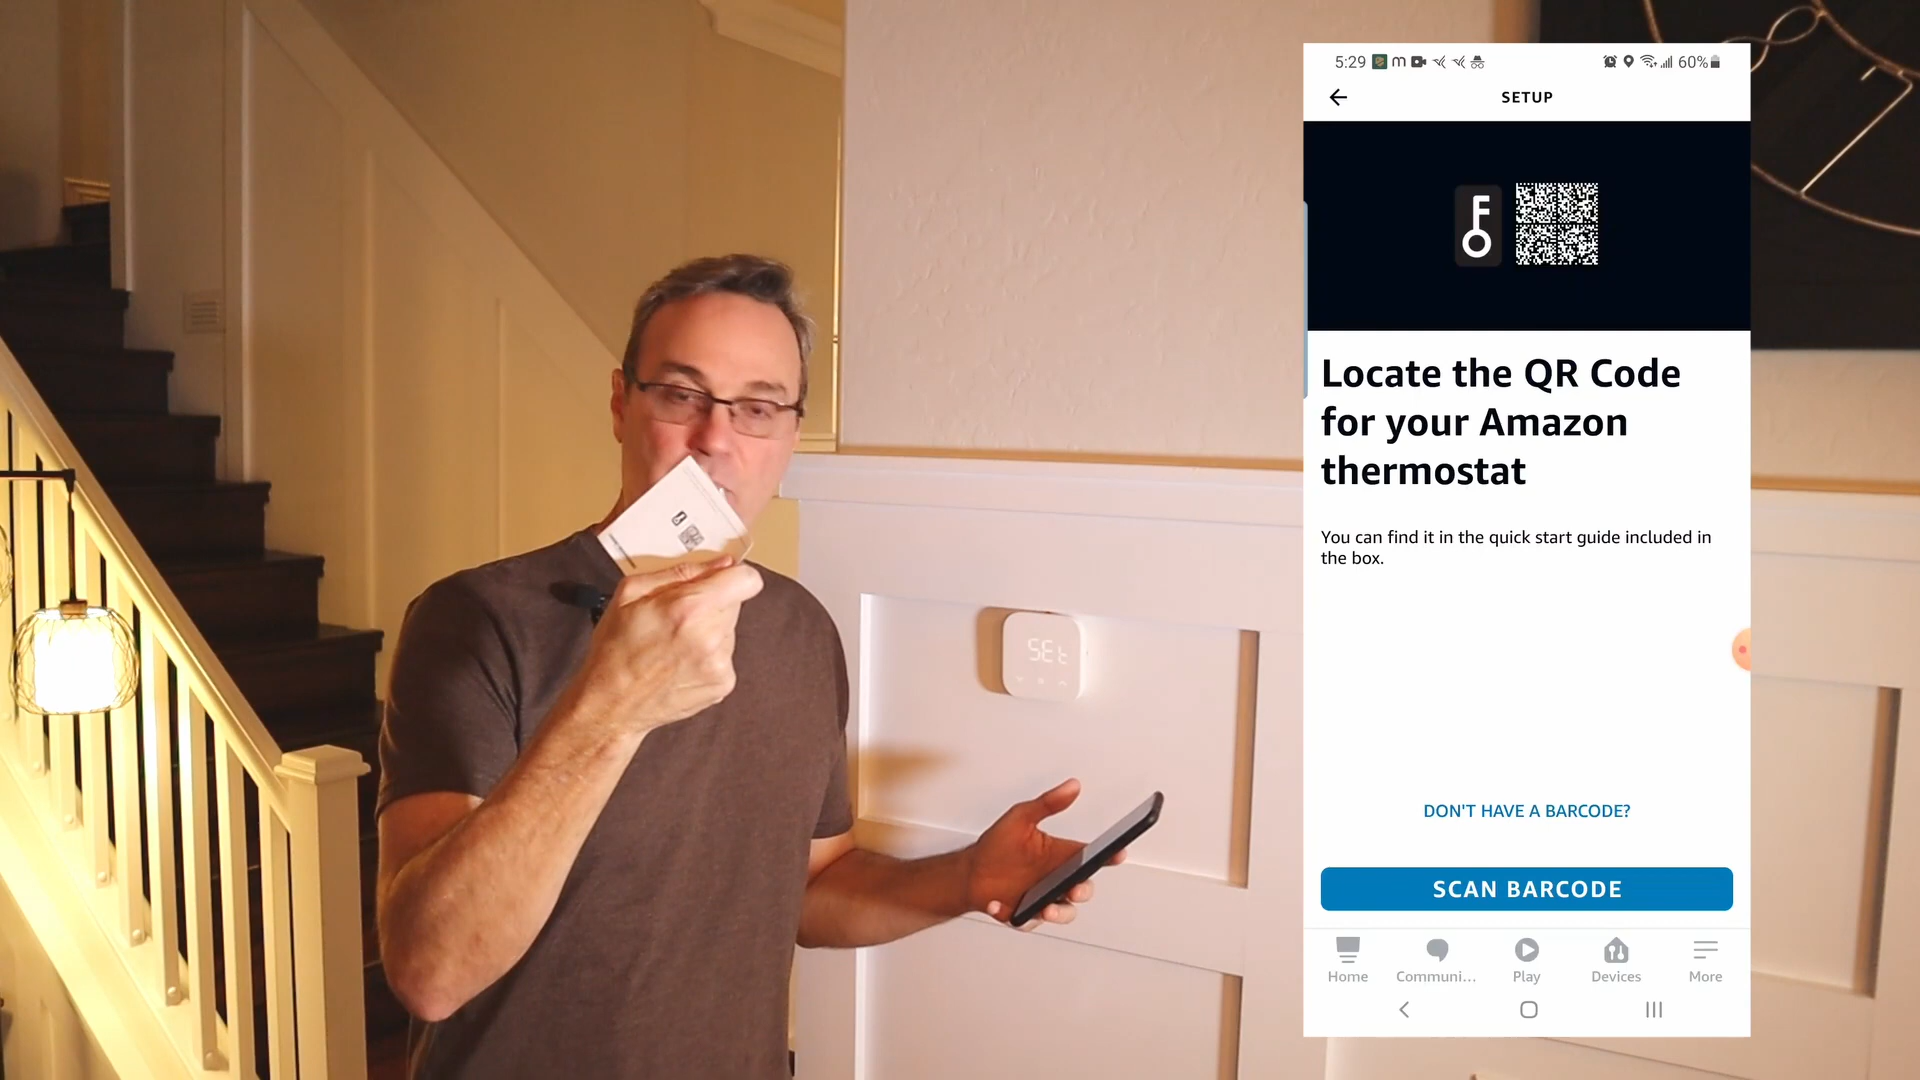 5:29
60%
SETUP
Locate the QR Code
for your Amazon
thermostat
You can find it in the quick start guide included in
the box.
DON'T HAVE A BARCODE?
SCAN BARCODE
Home
Communi...
Play
Devices
More
SEt